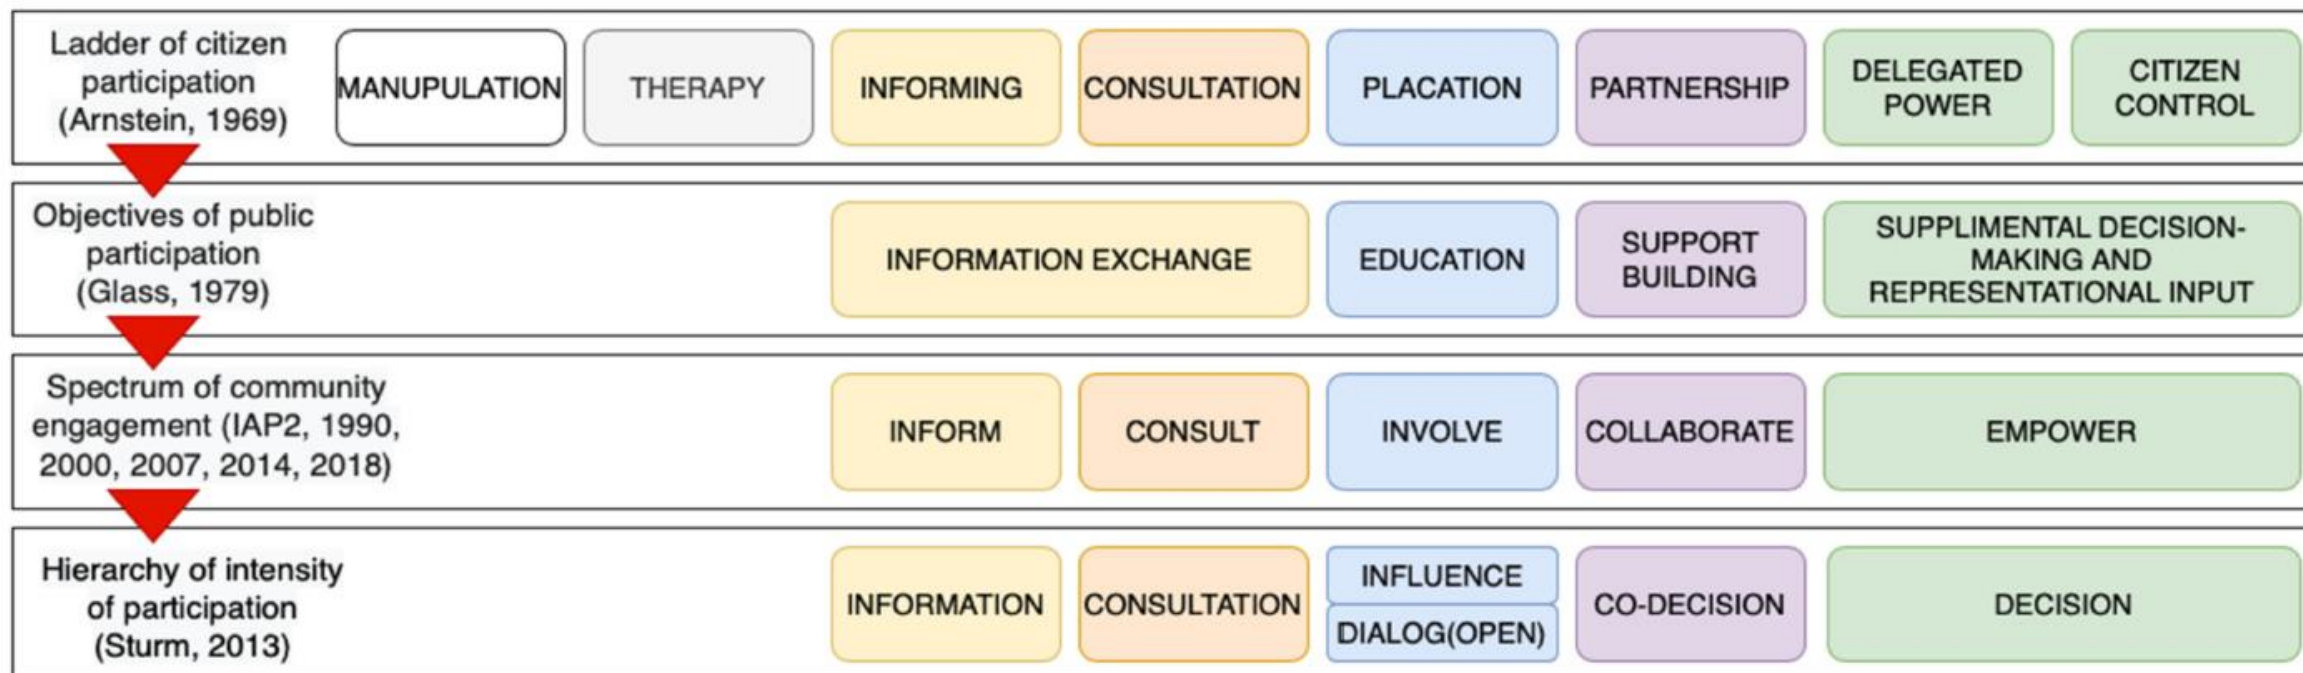 Ladder of citizen
participation
(Arnstein, 1969)
MANUPULATION
THERAPY
INFORMING
CONSULTATION
PLACATION
PARTNERSHIP
DELEGATED
POWER
CITIZEN
CONTROL
Objectives of public
participation
(Glass, 1979)
INFORMATION EXCHANGE
EDUCATION
SUPPORT
BUILDING
SUPPLIMENTAL DECISION-
MAKING AND
REPRESENTATIONAL INPUT
Spectrum of community
engagement (IAP2, 1990,
2000, 2007, 2014, 2018)
INFORM
CONSULT
INVOLVE
COLLABORATE
EMPOWER
Hierarchy of intensity
of participation
(Sturm, 2013)
INFORMATION
CONSULTATION
INFLUENCE
DIALOG(OPEN)
CO-DECISION
DECISION